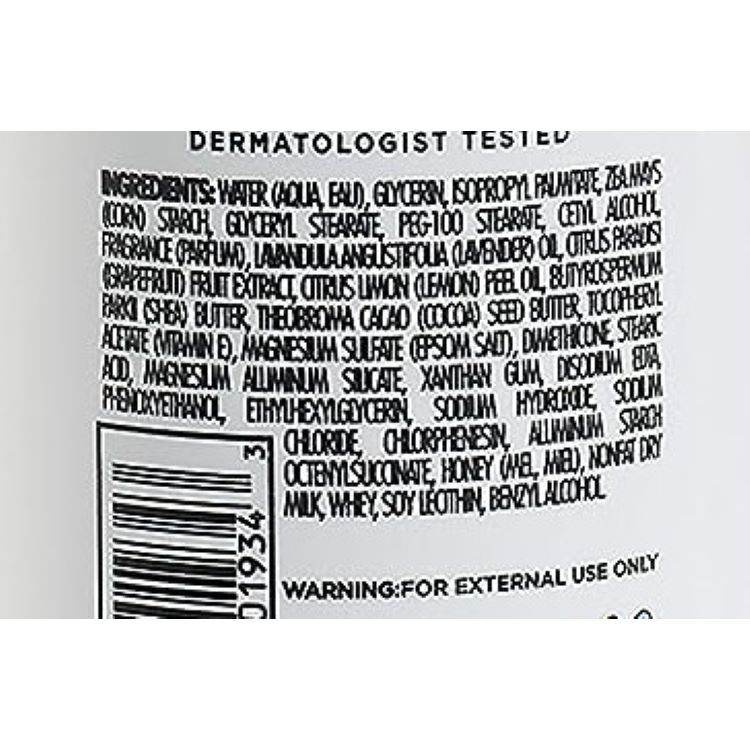 DERMATOLOGIST TESTED
INGREDIENTS: WATER (AQUA, EAU), GLYCERIN, ISOPROPYL PALMITATE, ZEA MAYS
(CORN) STARCH, GLYCERYL STEARATE, PEG-100 STEARATE, CETYL ALCOHOL,
FRAGRANCE (PARFUM), LAVANDULA ANGUSTIFOLIA (LAVENDER) OIL, CITRUS PARADISI
(GRAPEFRUIT) FRUIT EXTRACT, CITRUS LIMON (LEMON) PEEL OIL, BUTYROSPERMUM
PARKII (SHEA) BUTTER, THEOBROMA CACAO (COCOA) SEED BUTTER, TOCOPHERYL
ACETATE (VITAMIN E), MAGNESIUM SULFATE (EPSOM SALT), DIMETHICONE, STEARIC
ACID, MAGNESIUM ALUMINUM SILICATE, XANTHAN GUM, DISODIUM EDTA,
PHENOXYETHANOL, ETHYLHEXYLGLYCERIN, SODIUM HYDROXIDE, SODIUM
CHLORIDE, CHLORPHENESIN, ALUMINUM STARCH
OCTENYLSUCCINATE, HONEY (MEL, MIEL), NONFAT DRY
MILK, WHEY, SOY LECITHIN, BENZYL ALCOHOL.
01934 3
WARNING:FOR EXTERNAL USE ONLY